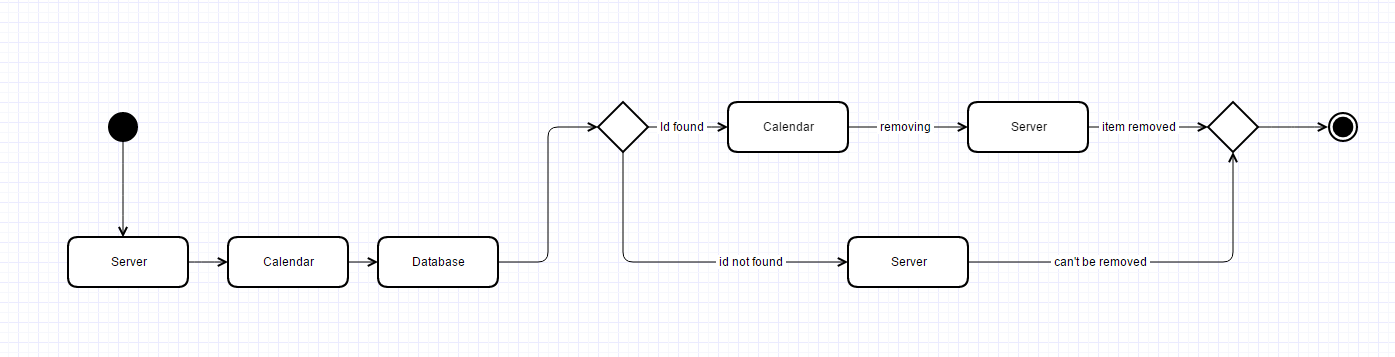 Id found
Calendar
removing
Server
item removed
Server
Calendar
Database
id not found
Server
can't be removed